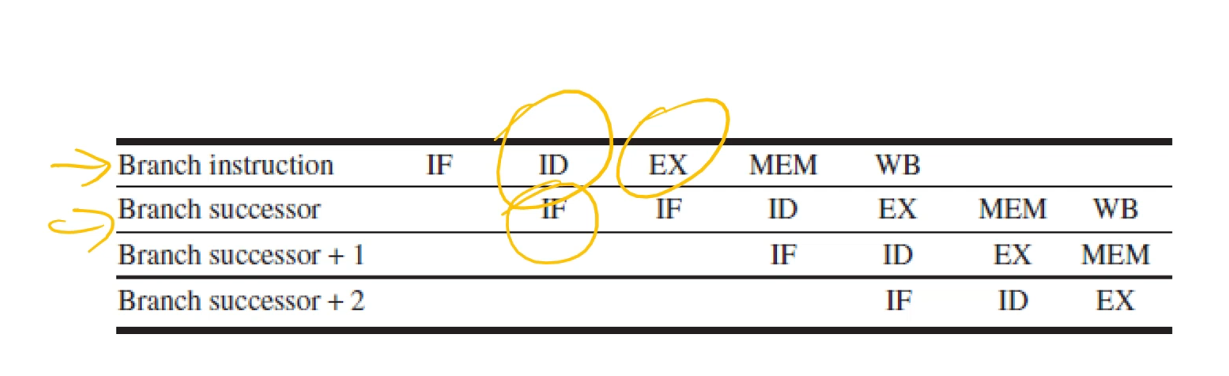 Branch instruction IF ID EX MEM WB
Branch successor IF IF ID EX MEM WB
Branch successor + 1 IF ID EX MEM
Branch successor + 2 IF ID EX